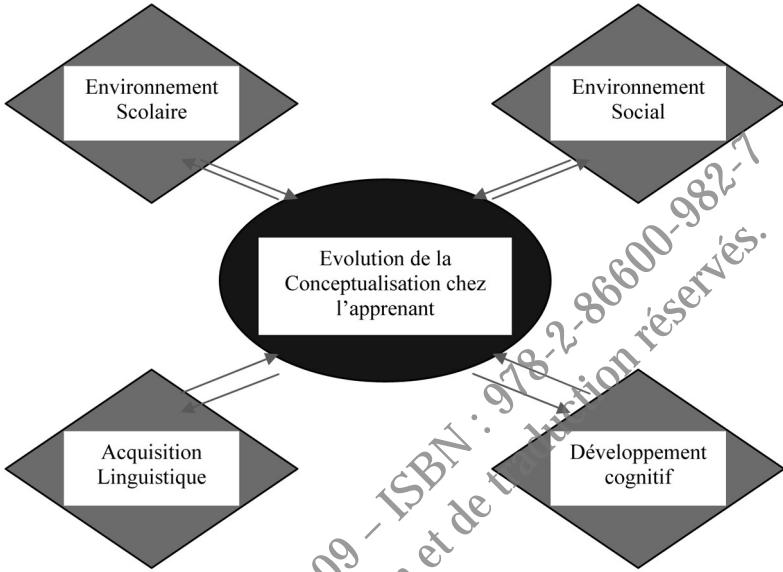 Environnement
Scolaire
Environnement
Social
Evolution de la
Conceptualisation chez
l’apprenant
Acquisition
Linguistique
Développement
cognitif
09 – ISBN : 978-2-86600-982-7
n et de traduction réservés.